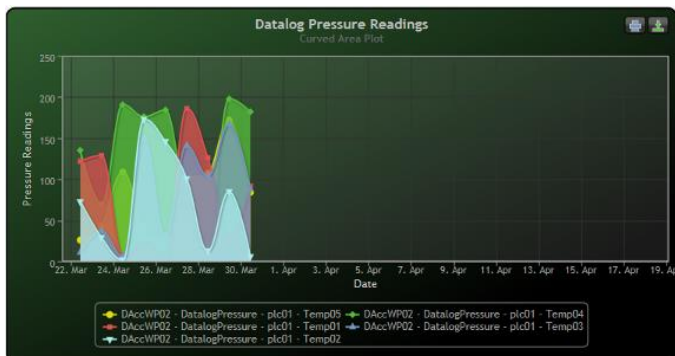 Datalog Pressure Readings
Curved Area Plot
Pressure Readings
250
200
150
100
50
0
22. Mar 24. Mar 26. Mar 28. Mar 30. Mar 1. Apr 3. Apr 5. Apr 7. Apr 9. Apr 11. Apr 13. Apr 15. Apr 17. Apr 19. Apr
Date
DAccWP02 - DatalogPressure - plc01 - Temp05 DAccWP02 - DatalogPressure - plc01 - Temp04
DAccWP02 - DatalogPressure - plc01 - Temp01 DAccWP02 - DatalogPressure - plc01 - Temp03
DAccWP02 - DatalogPressure - plc01 - Temp02